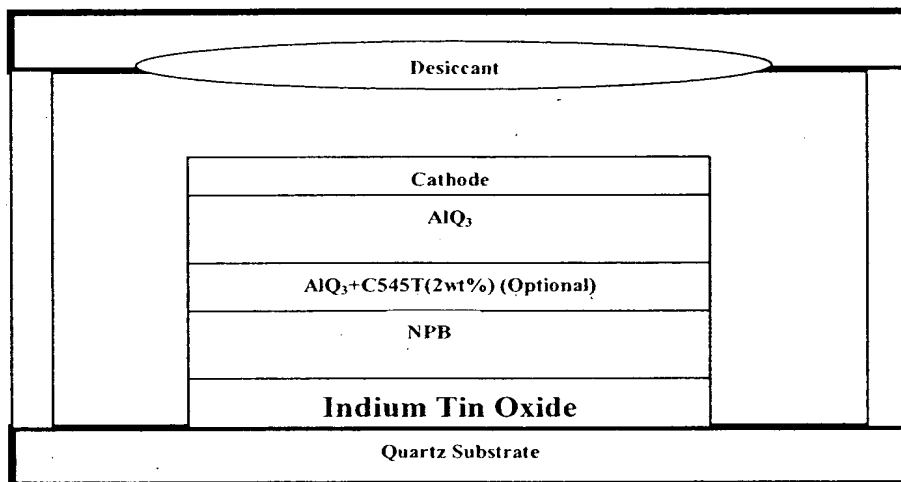 Desiccant
Cathode
AlQ₃
AlQ₃+C545T(2wt%) (Optional)
NPB
Indium Tin Oxide
Quartz Substrate